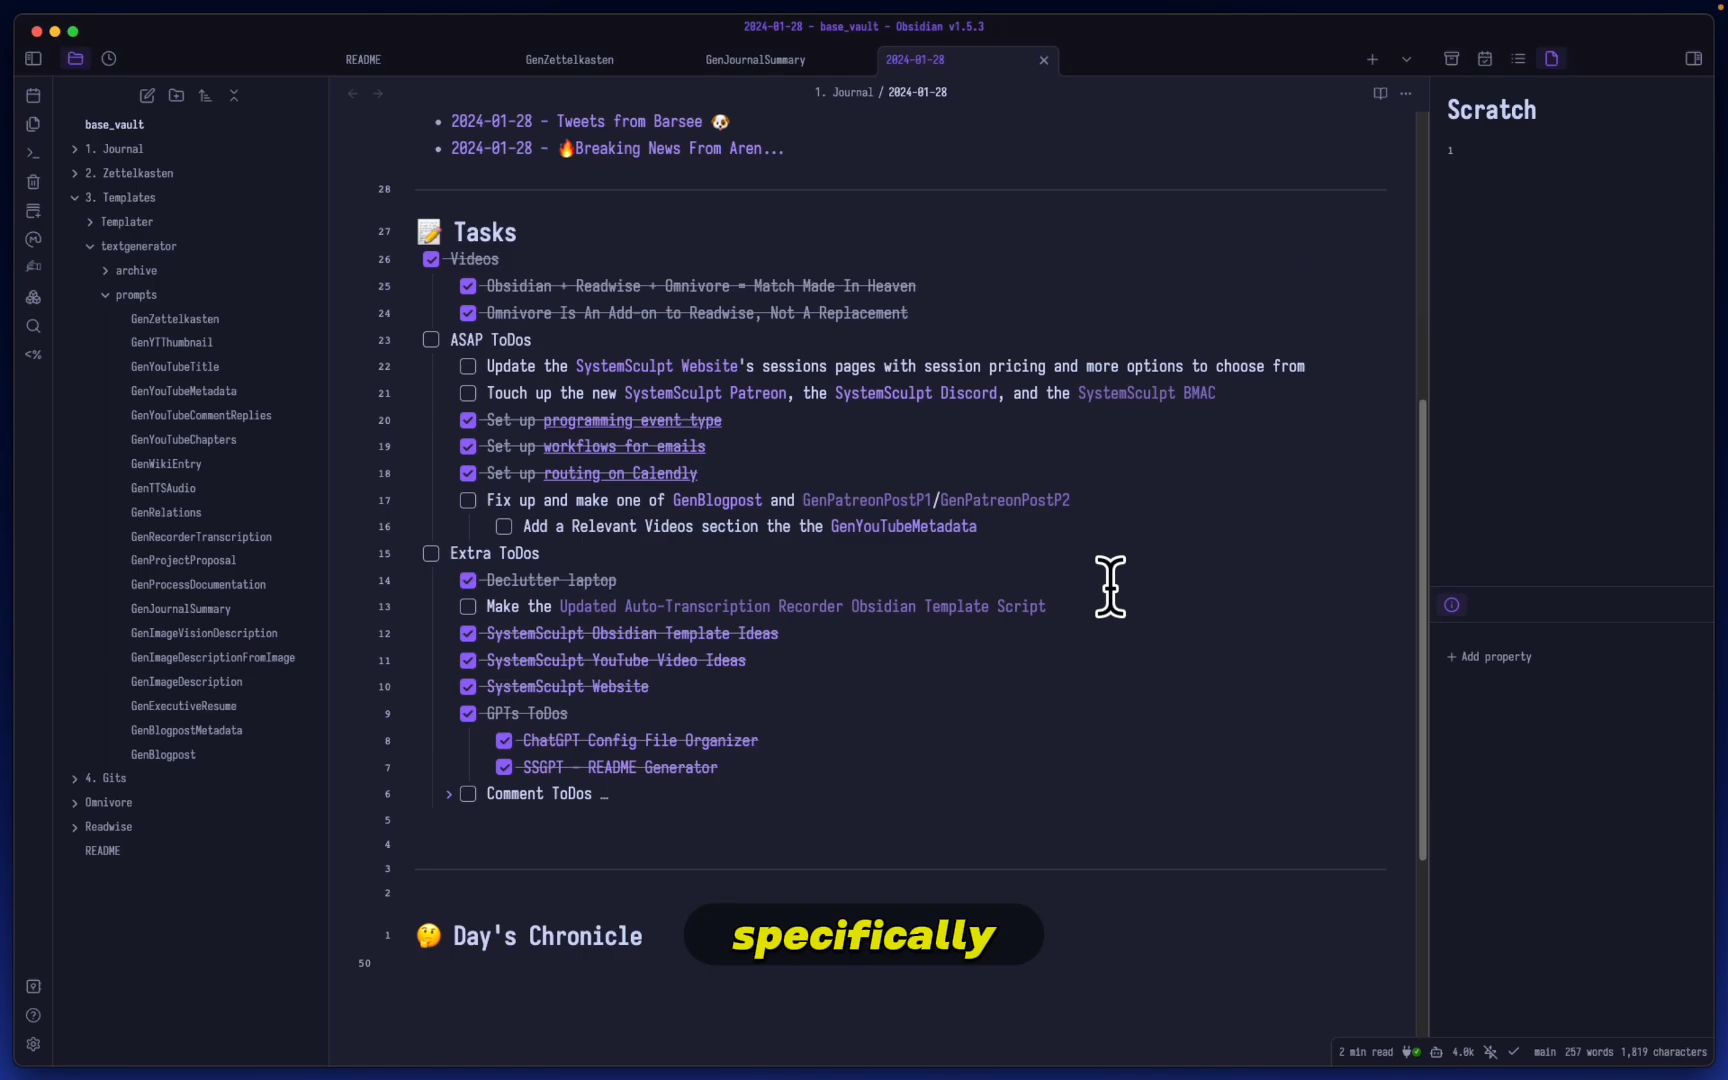 2024-01-28 - base_vault - Obsidian v1.5.3
README
GenZettelkasten
GenJournalSummary
2024-01-28
1. Journal / 2024-01-28
base_vault
1. Journal
2. Zettelkasten
3. Templates
Templater
textgenerator
archive
prompts
GenZettelkasten
GenYTThumbnail
GenYouTubeTitle
GenYouTubeMetadata
GenYouTubeCommentReplies
GenYouTubeChapters
GenWikiEntry
GenTTSAudio
GenRelations
GenRecorderTranscription
GenProjectProposal
GenProcessDocumentation
GenJournalSummary
GenImageVisionDescription
GenImageDescriptionFromImage
GenImageDescription
GenExecutiveResume
GenBlogpostMetadata
GenBlogpost
4. Gits
Omnivore
Readwise
README
2024-01-28 - Tweets from Barsee 🐶
2024-01-28 - 🔥Breaking News From Aren...
28
27 📝 Tasks
26 Videos
25 Obsidian + Readwise + Omnivore = Match Made In Heaven
24 Omnivore Is An Add-on to Readwise, Not A Replacement
23 ASAP ToDos
22 Update the SystemSculpt Website's sessions pages with session pricing and more options to choose from
21 Touch up the new SystemSculpt Patreon, the SystemSculpt Discord, and the SystemSculpt BMAC
20 Set up programming event type
19 Set up workflows for emails
18 Set up routing on Calendly
17 Fix up and make one of GenBlogpost and GenPatreonPostP1/GenPatreonPostP2
16 Add a Relevant Videos section the the GenYouTubeMetadata
15 Extra ToDos
14 Declutter laptop
13 Make the Updated Auto-Transcription Recorder Obsidian Template Script
12 SystemSculpt Obsidian Template Ideas
11 SystemSculpt YouTube Video Ideas
10 SystemSculpt Website
9 GPTs ToDos
8 ChatGPT Config File Organizer
7 SSGPT - README Generator
6 Comment ToDos …
5
4
3
2
1 🤔 Day's Chronicle
50
specifically
Scratch
1
+ Add property
2 min read 4.0k main 257 words 1,819 characters